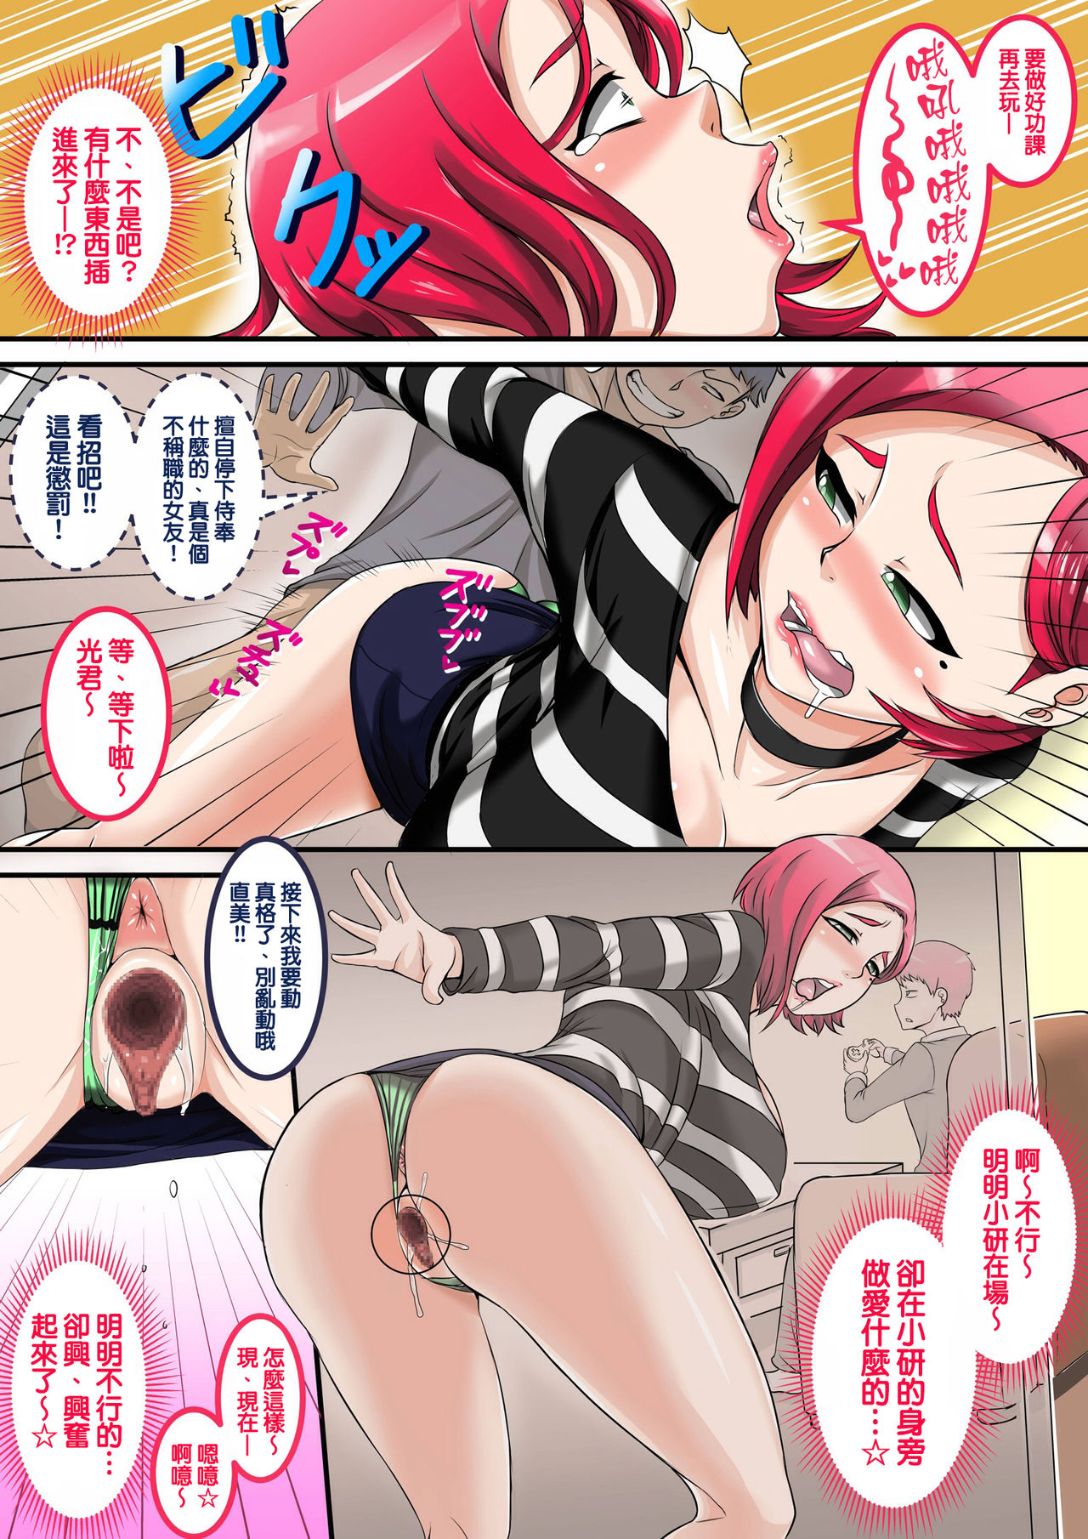 要做好功課
再去玩—
哦吼哦哦哦哦
ビクッ
不、不是吧?
有什麼東西插
進來了—!?
擅自停下侍奉
什麼的、真是個
不稱職的女友!
看招吧!!
這是懲罰!
ズプ
ズブブブ
等、等下啦~
光君~
接下來我要動
真格了、別亂動哦
直美!!
啊~不行~
明明小研在場~
卻在小研的身旁
做愛什麼的…☆
怎麼這樣~
現、現在—
嗯噫☆
啊噫~
明明不行的…
卻興、興奮
起來了~☆